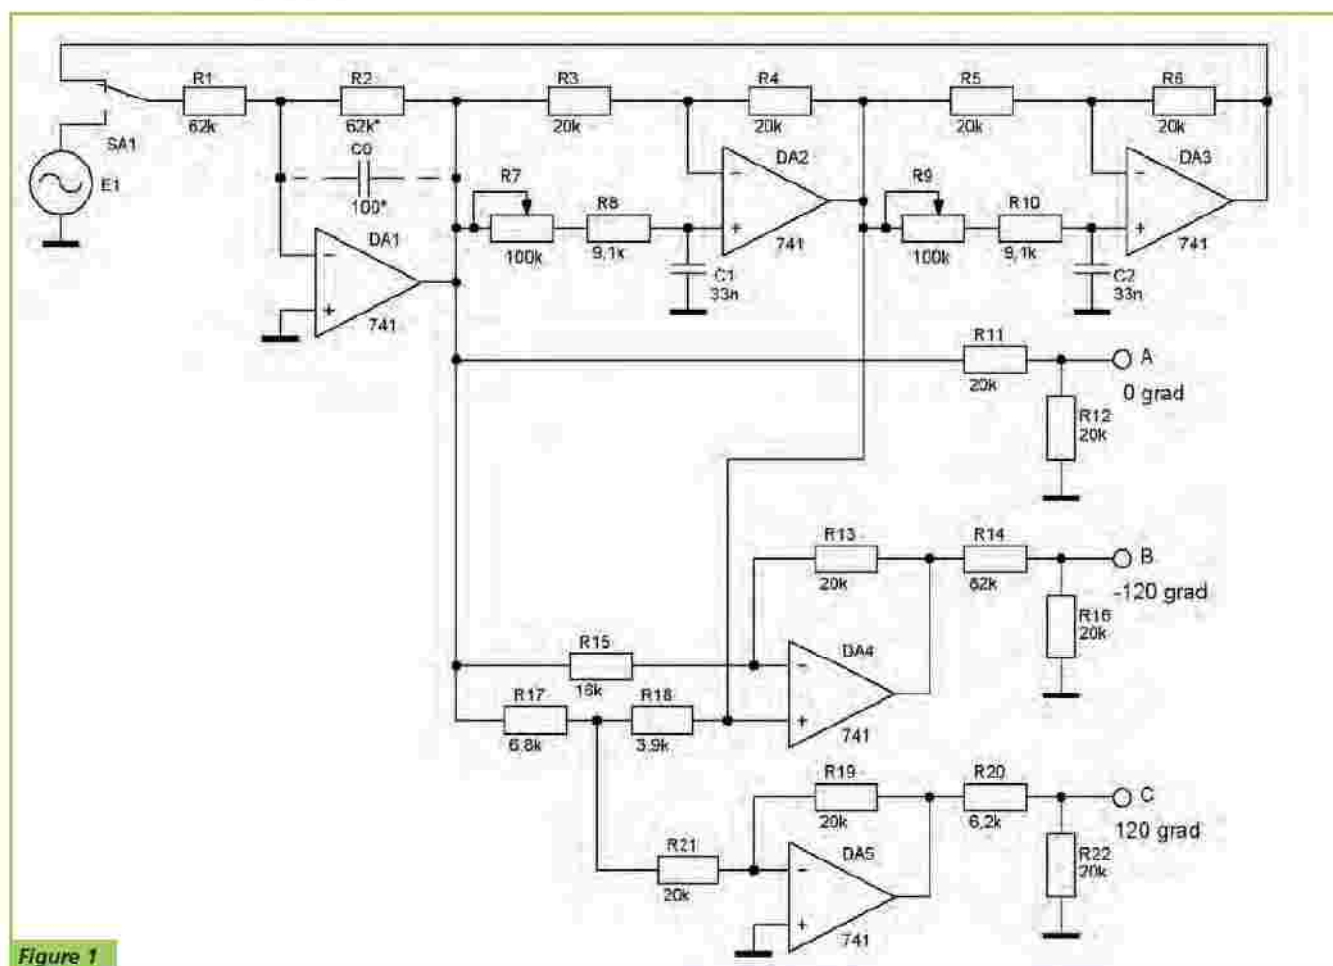 R1
R2
R3
R4
R5
R6
62k
62k*
20k
20k
20k
20k
SA1
E1
C0
100*
DA1
741
R7
100k
R8
9,1k
C1
33n
DA2
741
R9
100k
R10
9,1k
C2
33n
DA3
741
R11
20k
A
0 grad
R12
20k
R13
20k
R14
62k
B
-120 grad
R16
20k
R15
16k
DA4
741
R17
6.8k
R18
3.9k
R19
20k
R20
6,2k
C
120 grad
R21
20k
DA5
741
R22
20k
Figure 1